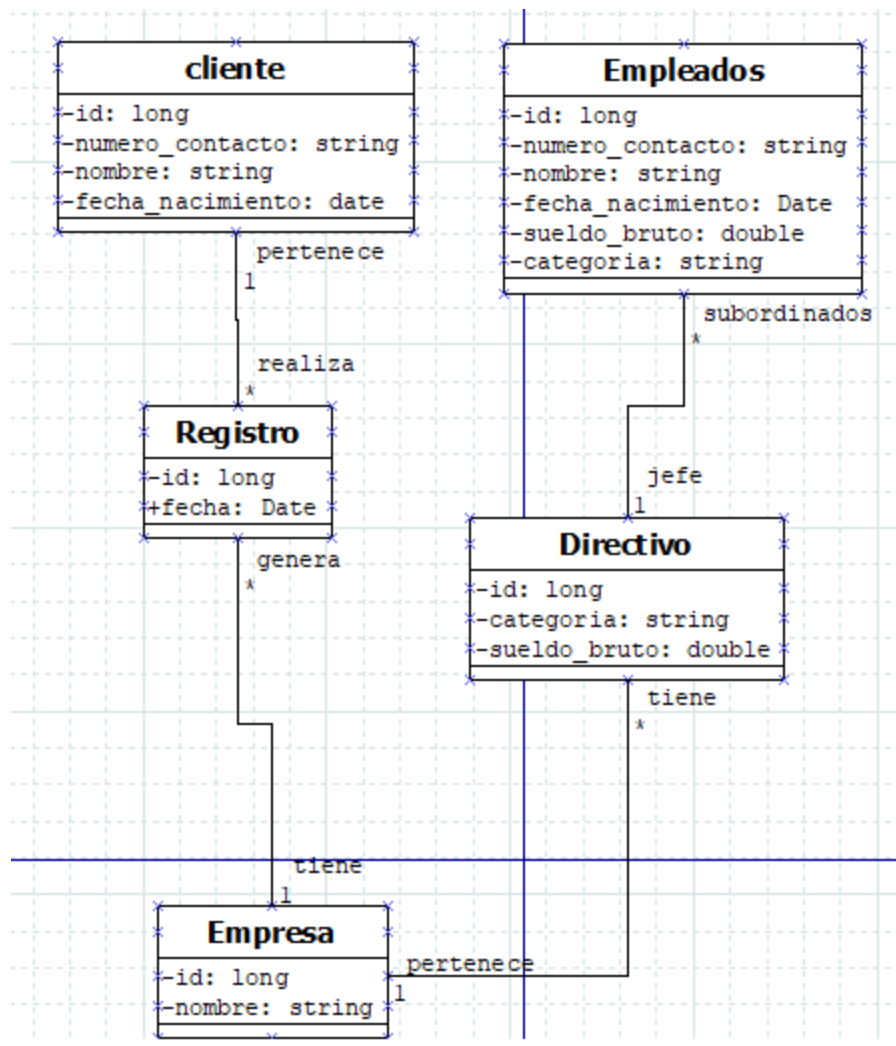 cliente
-id: long
-numero_contacto: string
-nombre: string
-fecha_nacimiento: date
pertenece
1
realiza
*
Registro
-id: long
+fecha: Date
genera
*
tiene
1
Empresa
-id: long
-nombre: string
pertenece
1
Empleados
-id: long
-numero_contacto: string
-nombre: string
-fecha_nacimiento: Date
-sueldo_bruto: double
-categoria: string
subordinados
*
jefe
1
Directivo
-id: long
-categoria: string
-sueldo_bruto: double
tiene
*